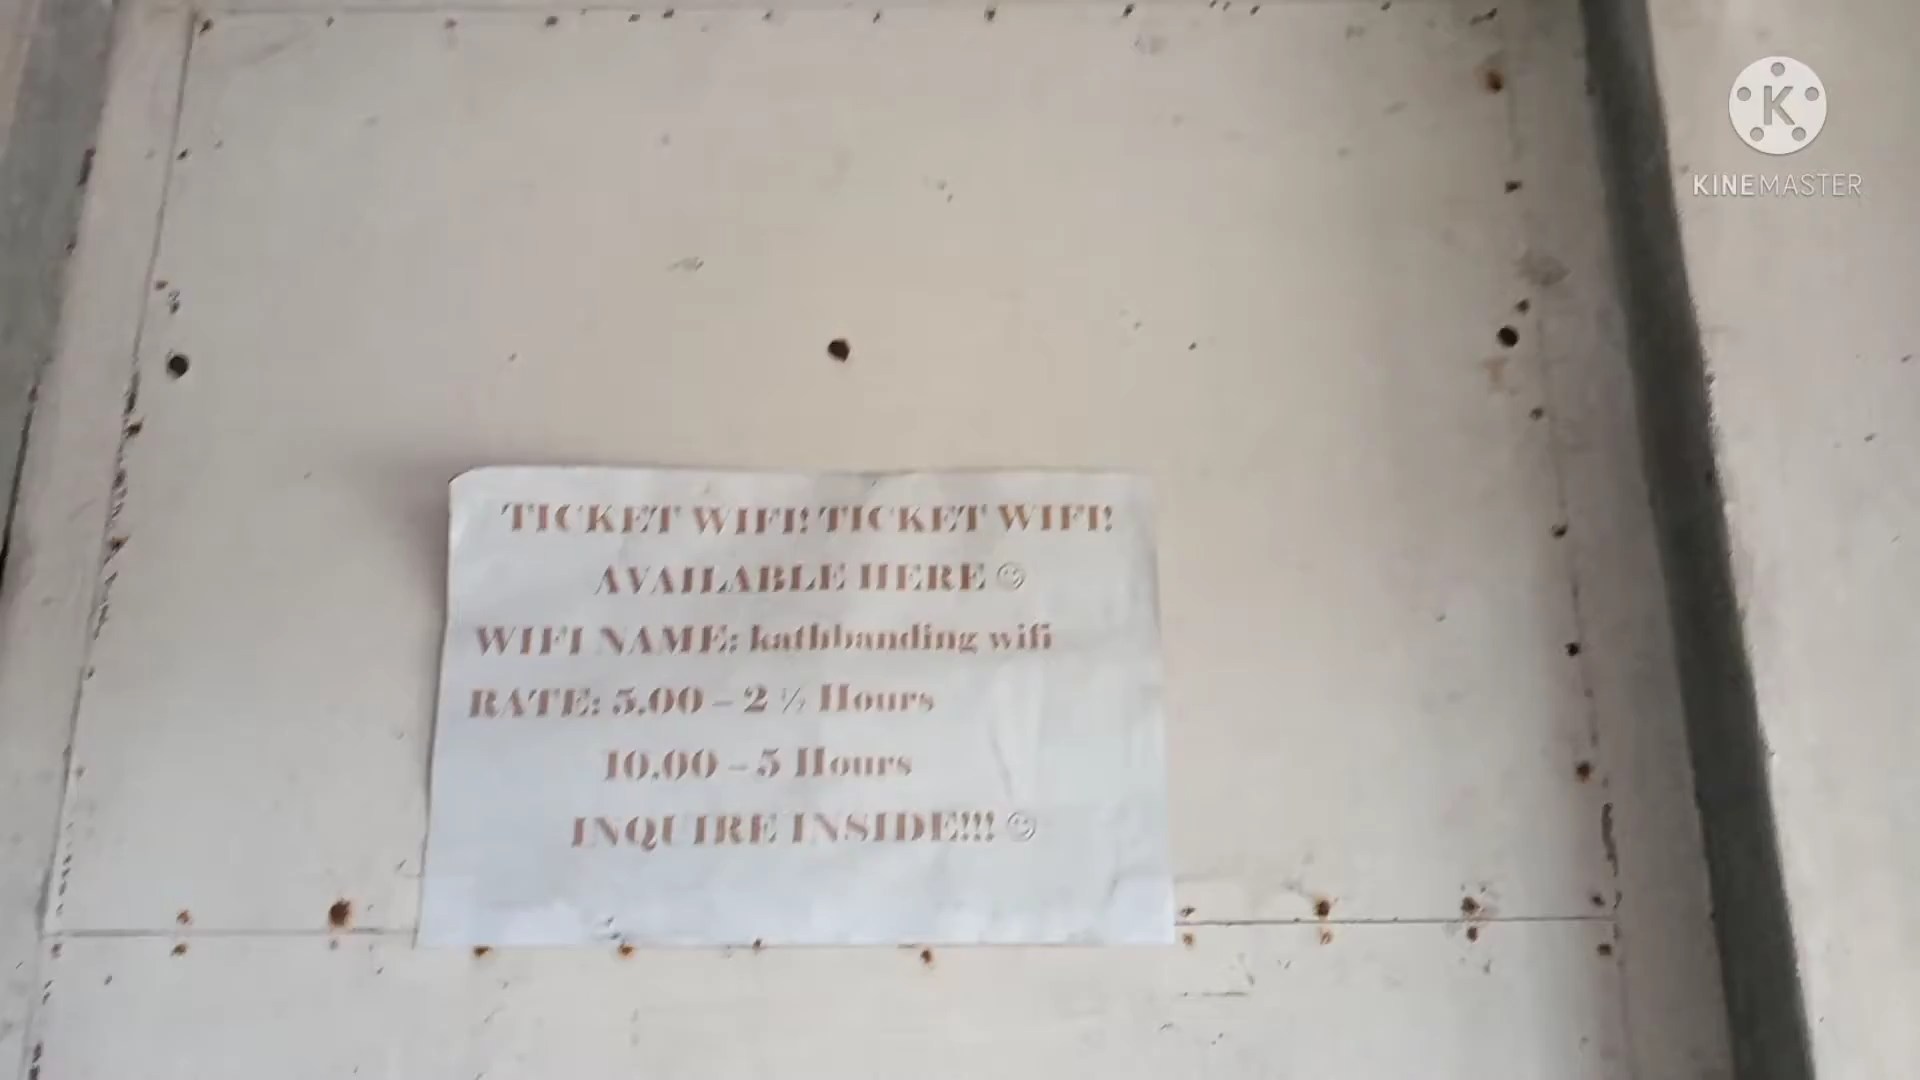 KINEMASTER
TICKET WIFI! TICKET WIFI!
AVAILABLE HERE ☺
WIFI NAME: kathbanding wifi
RATE: 5.00 – 2 ½ Hours
10.00 – 5 Hours
INQUIRE INSIDE!!! ☺